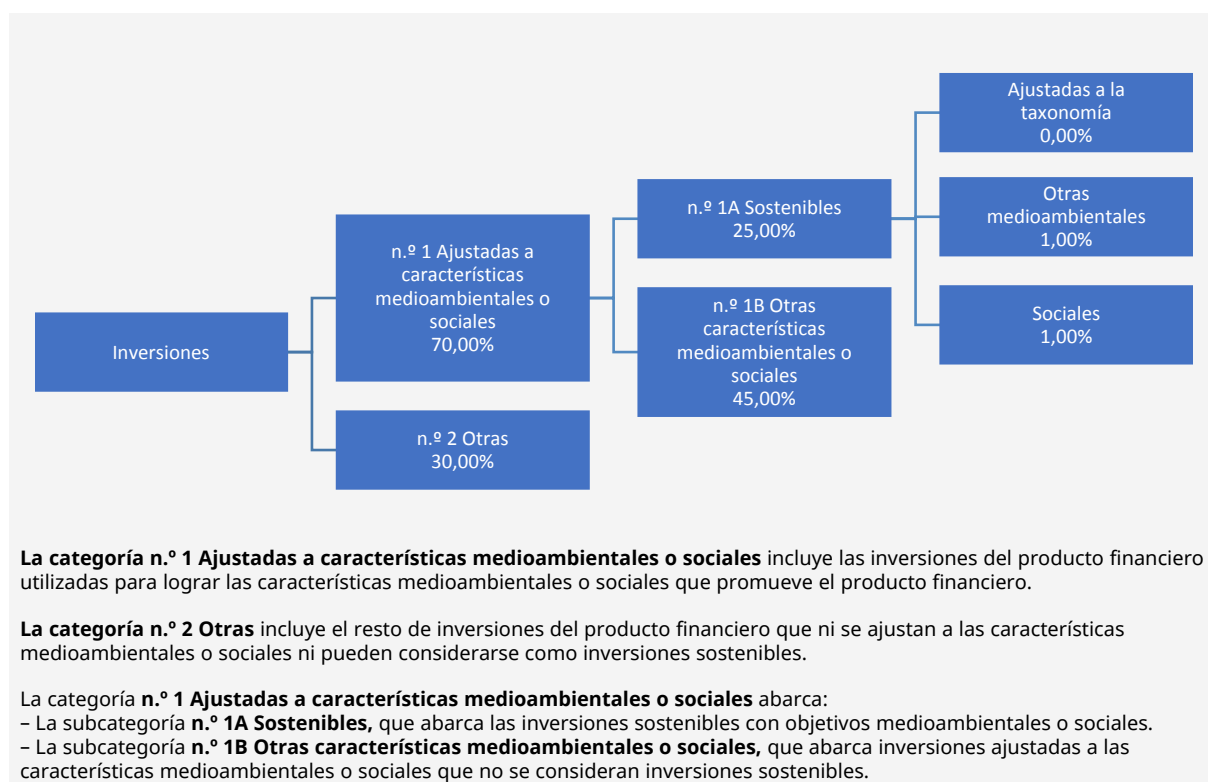 Inversiones
n.º 1 Ajustadas a
características
medioambientales o
sociales
70,00%
n.º 2 Otras
30,00%
n.º 1A Sostenibles
25,00%
n.º 1B Otras
características
medioambientales o
sociales
45,00%
Ajustadas a la
taxonomía
0,00%
Otras
medioambientales
1,00%
Sociales
1,00%
La categoría n.º 1 Ajustadas a características medioambientales o sociales incluye las inversiones del producto financiero
utilizadas para lograr las características medioambientales o sociales que promueve el producto financiero.
La categoría n.º 2 Otras incluye el resto de inversiones del producto financiero que ni se ajustan a las características
medioambientales o sociales ni pueden considerarse como inversiones sostenibles.
La categoría n.º 1 Ajustadas a características medioambientales o sociales abarca:
– La subcategoría n.º 1A Sostenibles, que abarca las inversiones sostenibles con objetivos medioambientales o sociales.
– La subcategoría n.º 1B Otras características medioambientales o sociales, que abarca inversiones ajustadas a las
características medioambientales o sociales que no se consideran inversiones sostenibles.